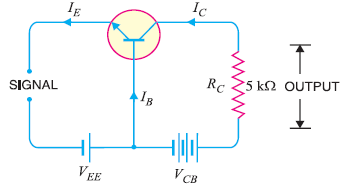 I_E
I_C
SIGNAL
I_B
R_C
5 kΩ
OUTPUT
V_EE
V_CB